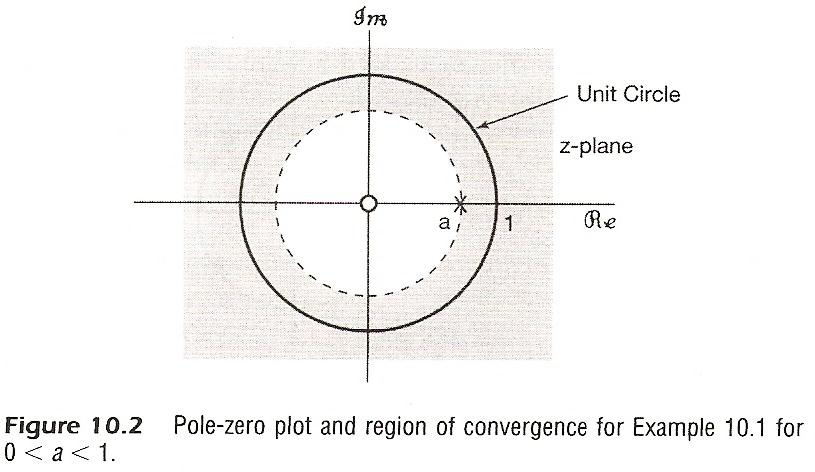 ℐ𝓂
Unit Circle
z-plane
a
1
ℛℯ
Figure 10.2 Pole-zero plot and region of convergence for Example 10.1 for
0 < a < 1.